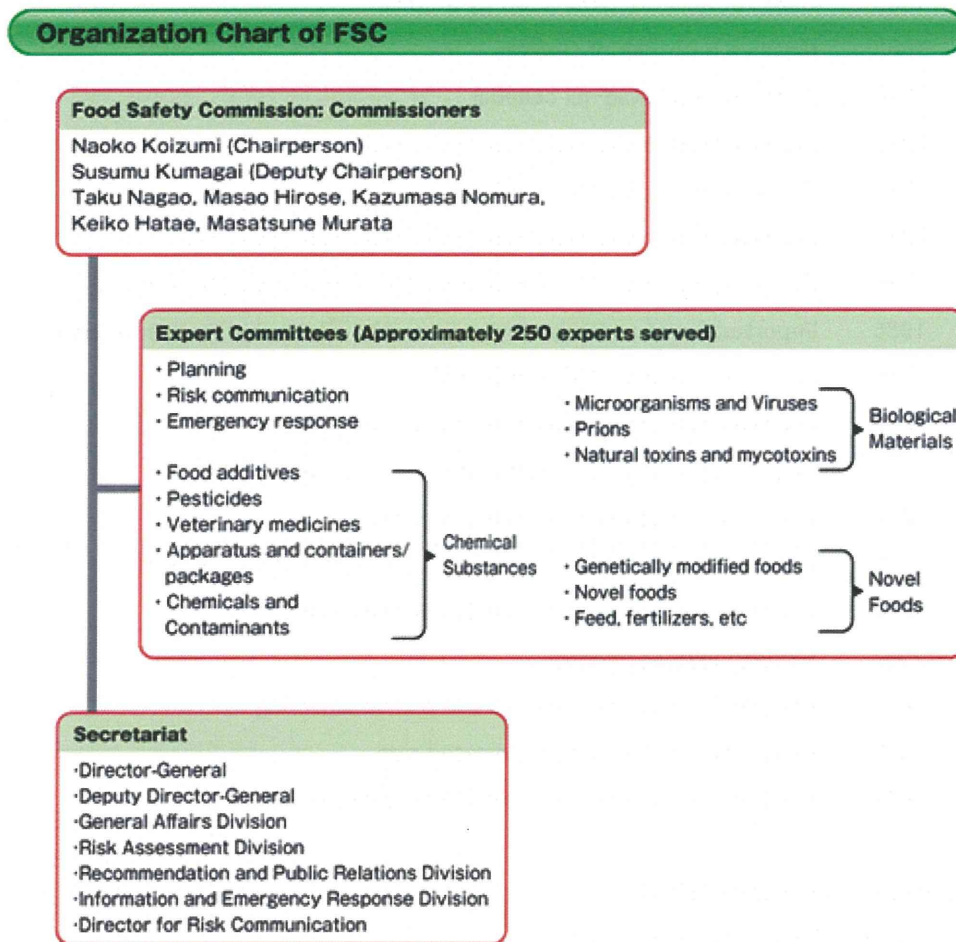 Organization Chart of FSC
Food Safety Commission: Commissioners
Naoko Koizumi (Chairperson)
Susumu Kumagai (Deputy Chairperson)
Taku Nagao, Masao Hirose, Kazumasa Nomura,
Keiko Hatae, Masatsune Murata
Expert Committees (Approximately 250 experts served)
・Planning
・Risk communication
・Emergency response
・Food additives
・Pesticides
・Veterinary medicines
・Apparatus and containers/
packages
・Chemicals and
Contaminants
Chemical
Substances
・Microorganisms and Viruses
・Prions
・Natural toxins and mycotoxins
Biological
Materials
・Genetically modified foods
・Novel foods
・Feed, fertilizers, etc
Novel
Foods
Secretariat
・Director-General
・Deputy Director-General
・General Affairs Division
・Risk Assessment Division
・Recommendation and Public Relations Division
・Information and Emergency Response Division
・Director for Risk Communication